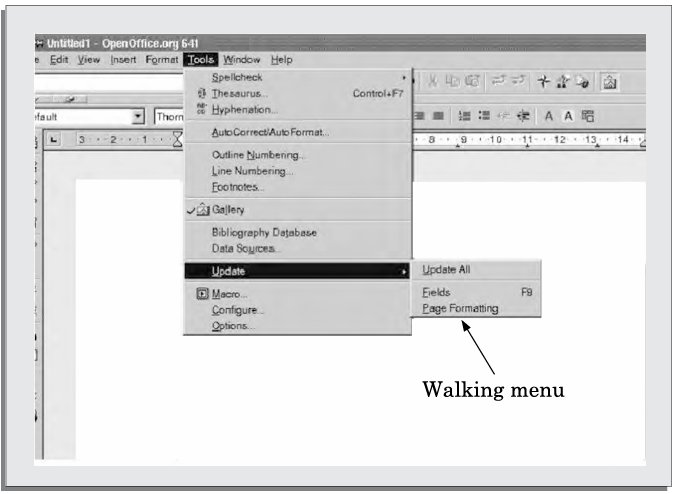 Untitled1 - OpenOffice.org 641
e Edit View Insert Format Tools Window Help
Spellcheck
Thesaurus... Control+F7
Hyphenation...
fault Thorn
AutoCorrect/AutoFormat...
3 2 1 8 9 10 11 12 13 14
Outline Numbering...
Line Numbering...
Footnotes...
Gallery
Bibliography Database
Data Sources...
Update Update All
Macro... Fields F9
Configure... Page Formatting
Options...
Walking menu